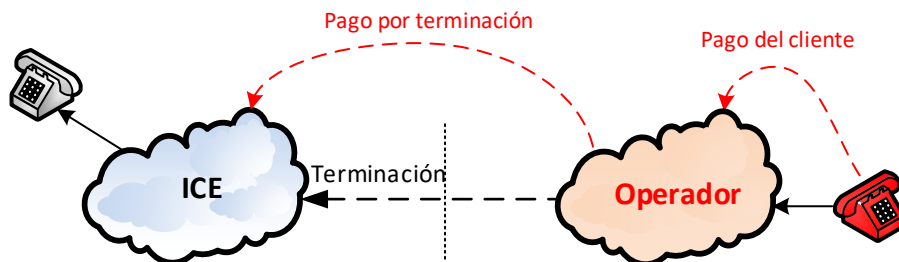 Pago por terminación
Pago del cliente
Terminación
ICE
Operador